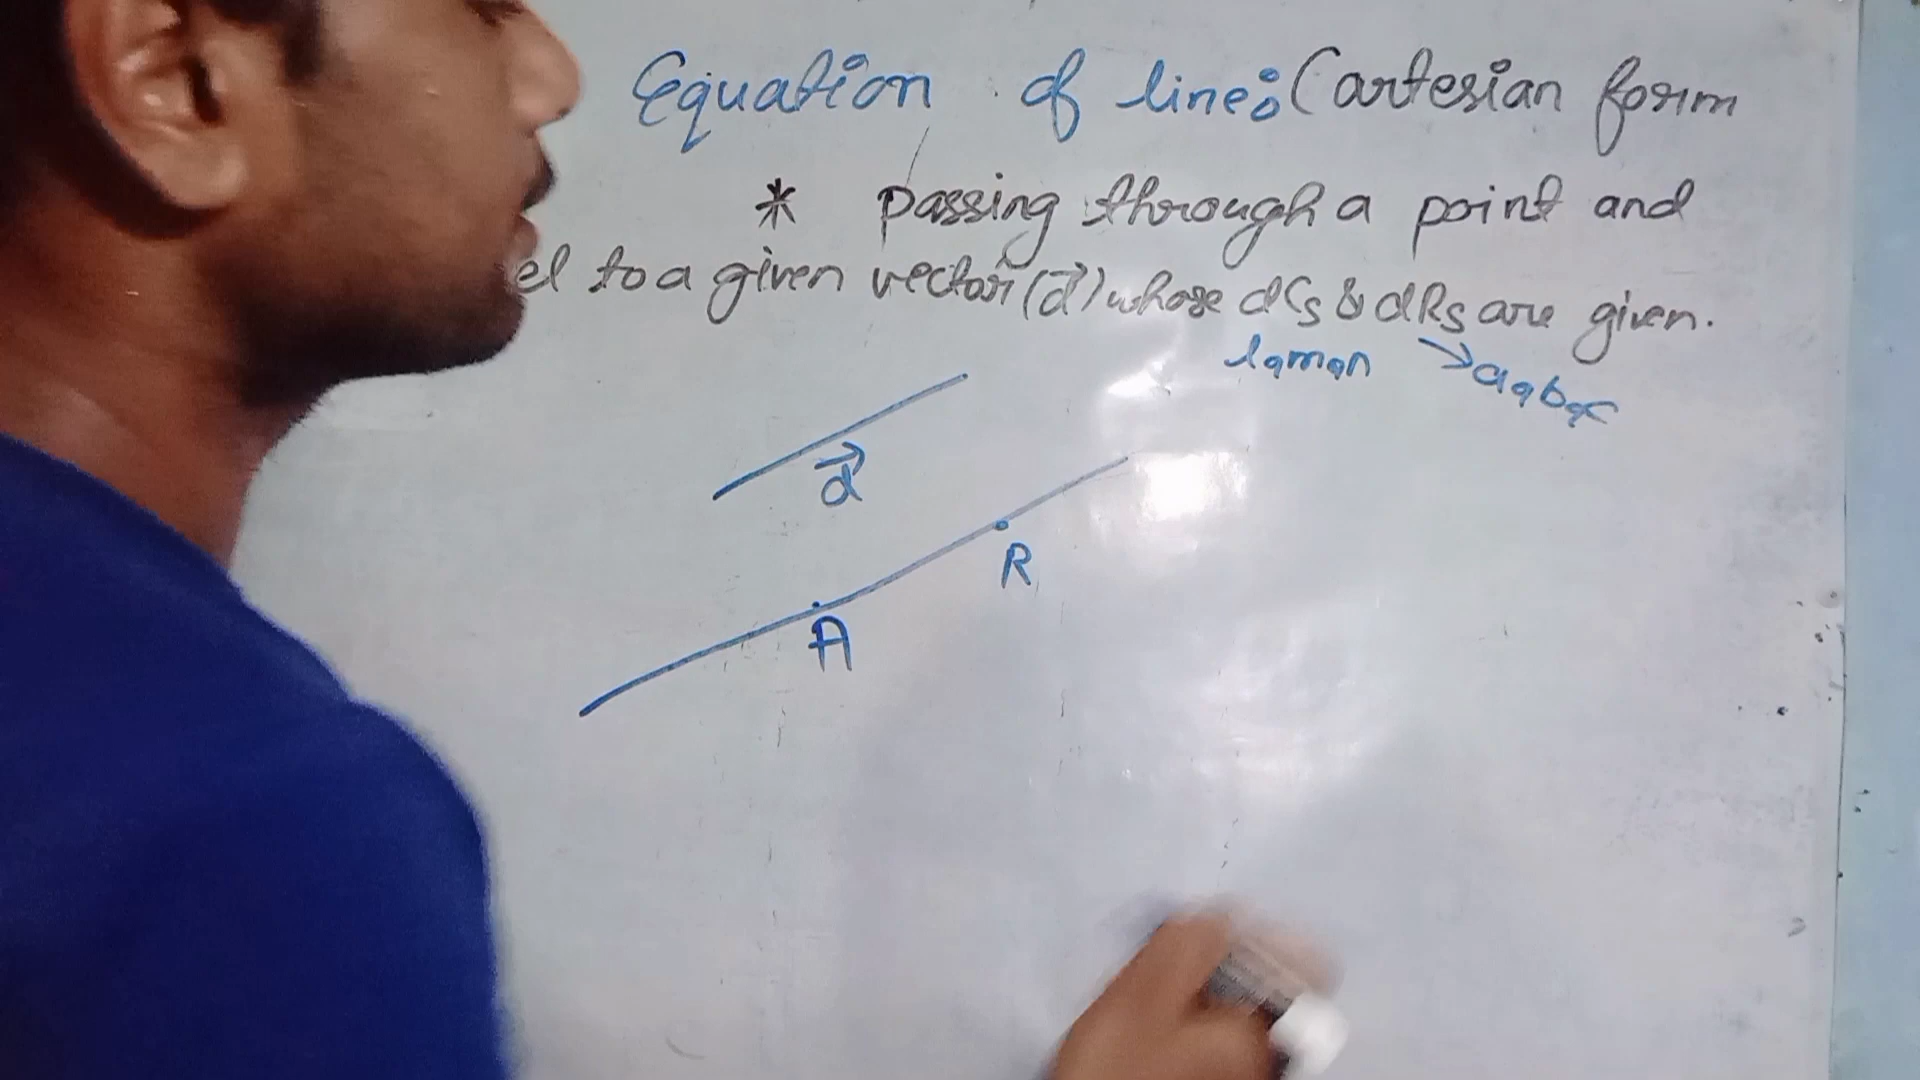 Equation of line: Cartesian form
* passing through a point and
el to a given vector (d⃗) whose dCs & dRs are given.
l,m,n → a,b,c
d⃗
R
A